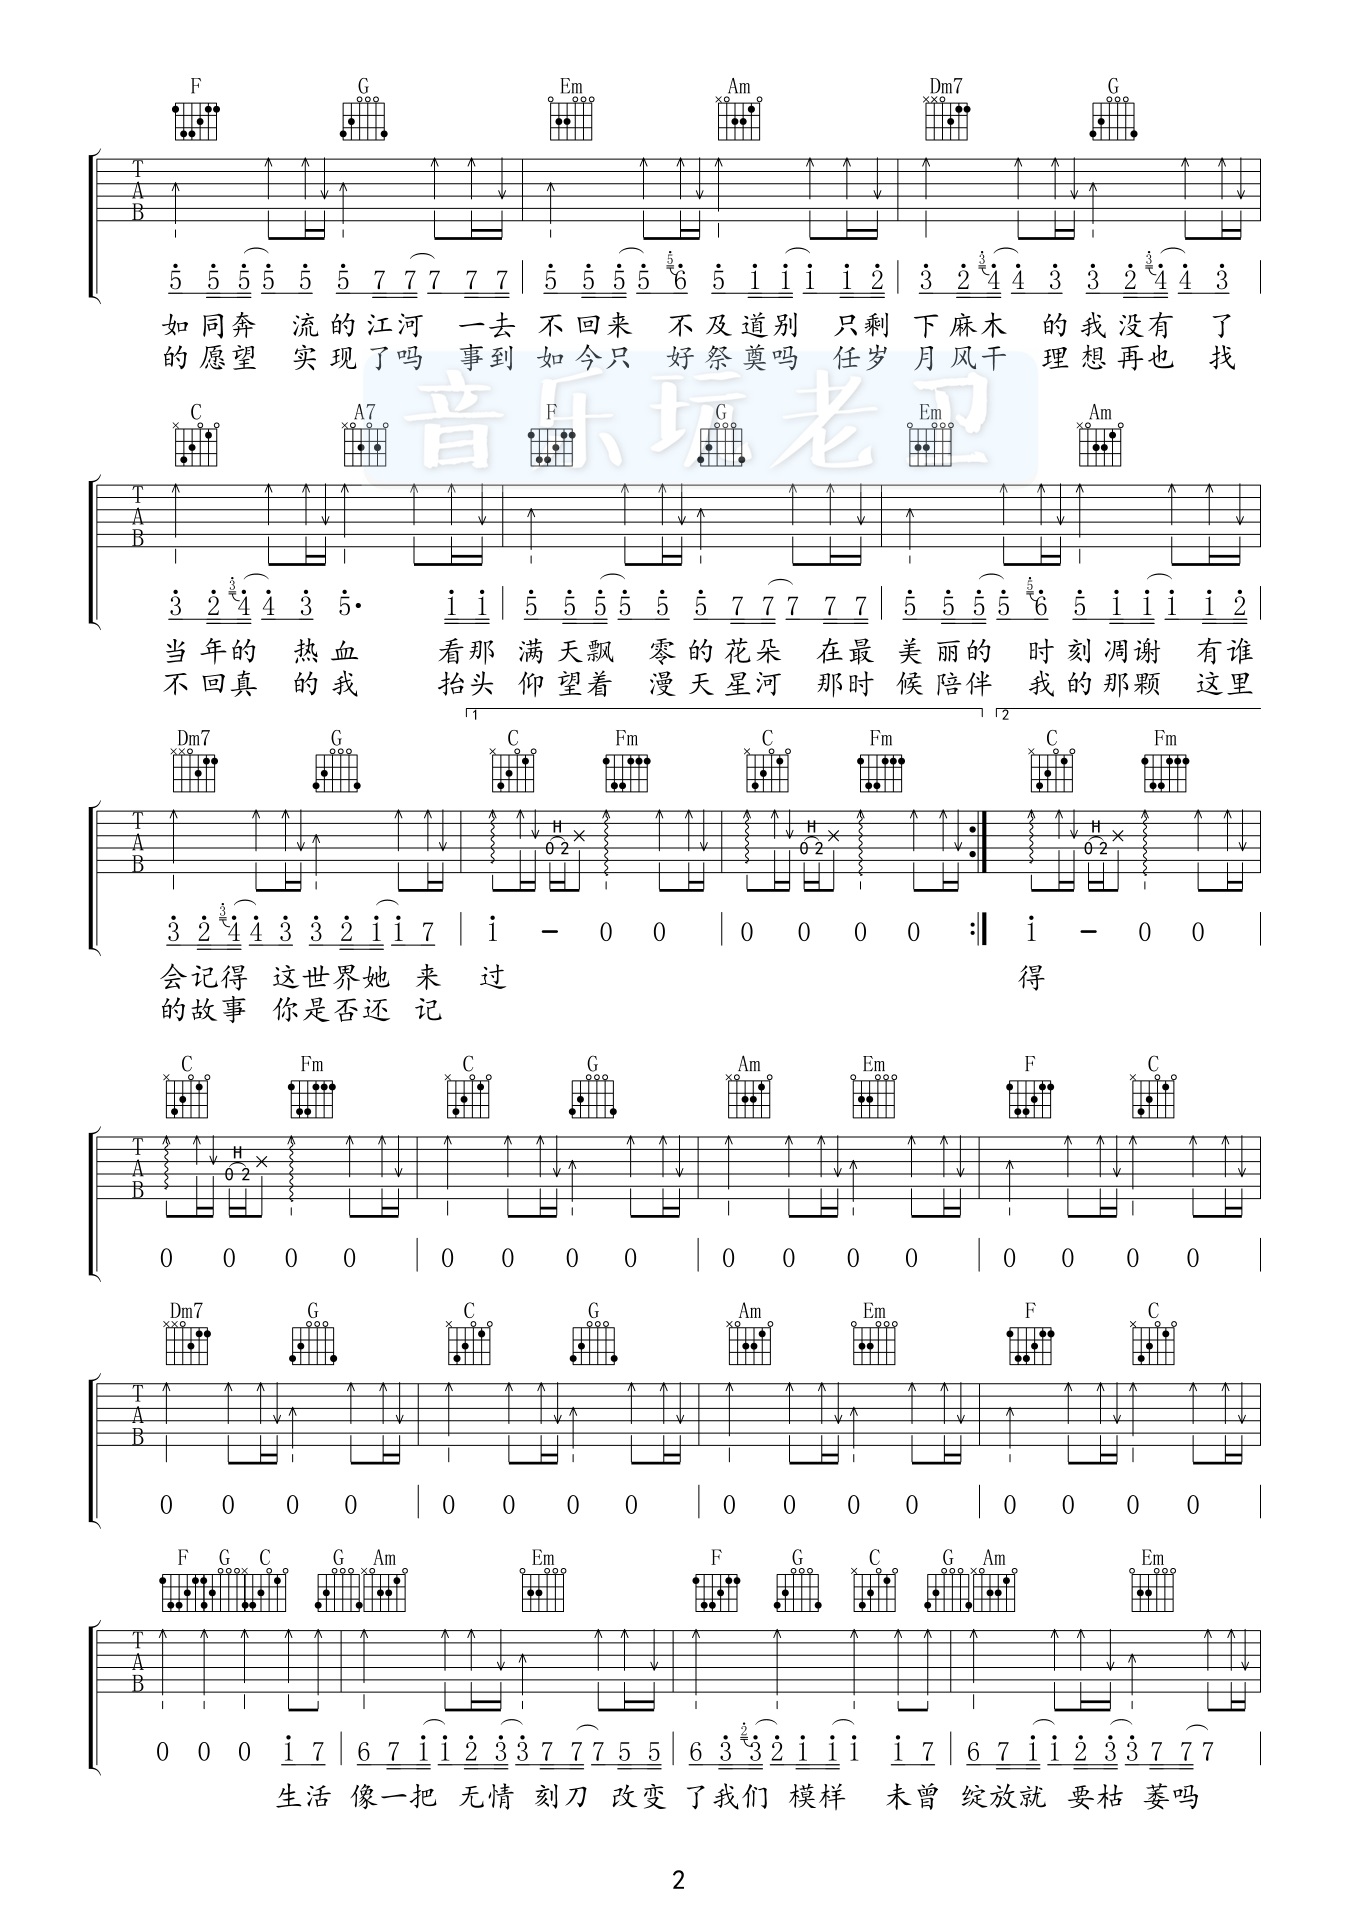 F G Em Am Dm7 G
T A B
5 5 5 5 5 5 7 7 7 7 7 5 5 5 5 5 6 5 1 1 1 1 2 3 2 3 4 4 3 3 2 3 4 4 3
如同奔 流的江河 一去 不回来 不及道别 只剩 下麻木 的我没有 了
的愿望 实现了吗 事到 如今只 好祭奠吗 任岁 月风干 理想再也 找
音乐玩老卫
C A7 F G Em Am
T A B
3 2 3 4 4 3 5· 1 1 5 5 5 5 5 5 7 7 7 7 7 5 5 5 5 5 6 5 1 1 1 1 2
当年的 热血 看那 满天飘 零的花朵 在最 美丽的 时刻凋谢 有谁
不回真 的我 抬头 仰望着 漫天星河 那时 候陪伴 我的那颗 这里
1 2
Dm7 G C Fm C Fm C Fm
T A B H 0 2 H 0 2 H 0 2
3 2 3 4 4 3 3 2 1 1 7 1 – 0 0 0 0 0 0 1 – 0 0
会记得 这世界她 来 过 得
的故事 你是否还 记
C Fm C G Am Em F C
T A B H 0 2
0 0 0 0 0 0 0 0 0 0 0 0 0 0 0 0
Dm7 G C G Am Em F C
T A B
0 0 0 0 0 0 0 0 0 0 0 0 0 0 0 0
F G C G Am Em F G C G Am Em
T A B
0 0 0 1 7 6 7 1 1 2 3 3 7 7 7 5 5 6 3 2 3 2 1 1 1 1 7 6 7 1 1 2 3 3 7 7 7
生活 像一把 无情 刻刀 改变 了我们 模样 未曾 绽放就 要枯 萎吗
2